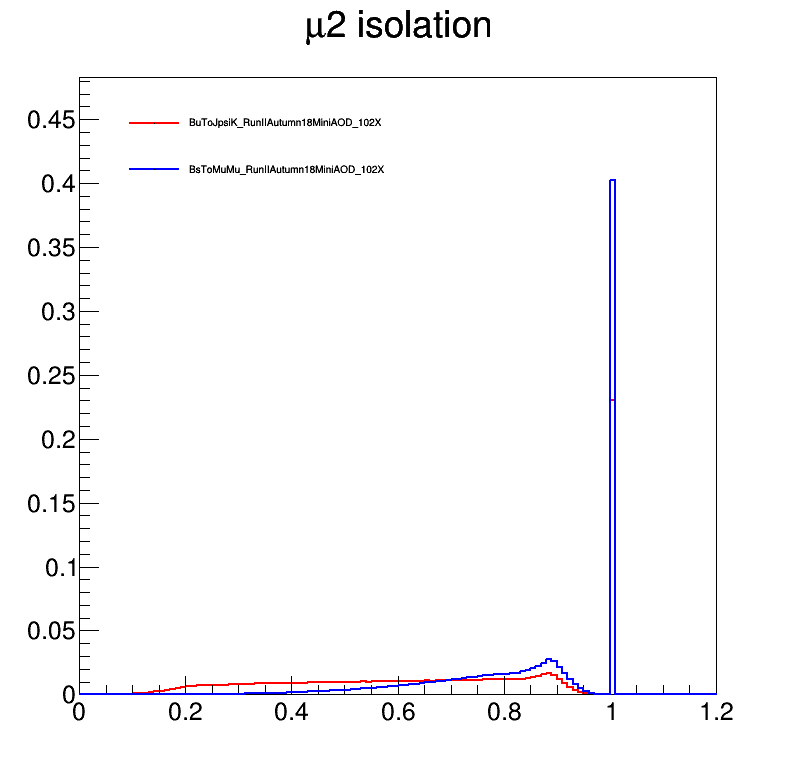 μ2 isolation
0.45
BuToJpsiK_RunIIAutumn18MiniAOD_102X
BsToMuMu_RunIIAutumn18MiniAOD_102X
0.4
0.35
0.3
0.25
0.2
0.15
0.1
0.05
0
0 0.2 0.4 0.6 0.8 1 1.2